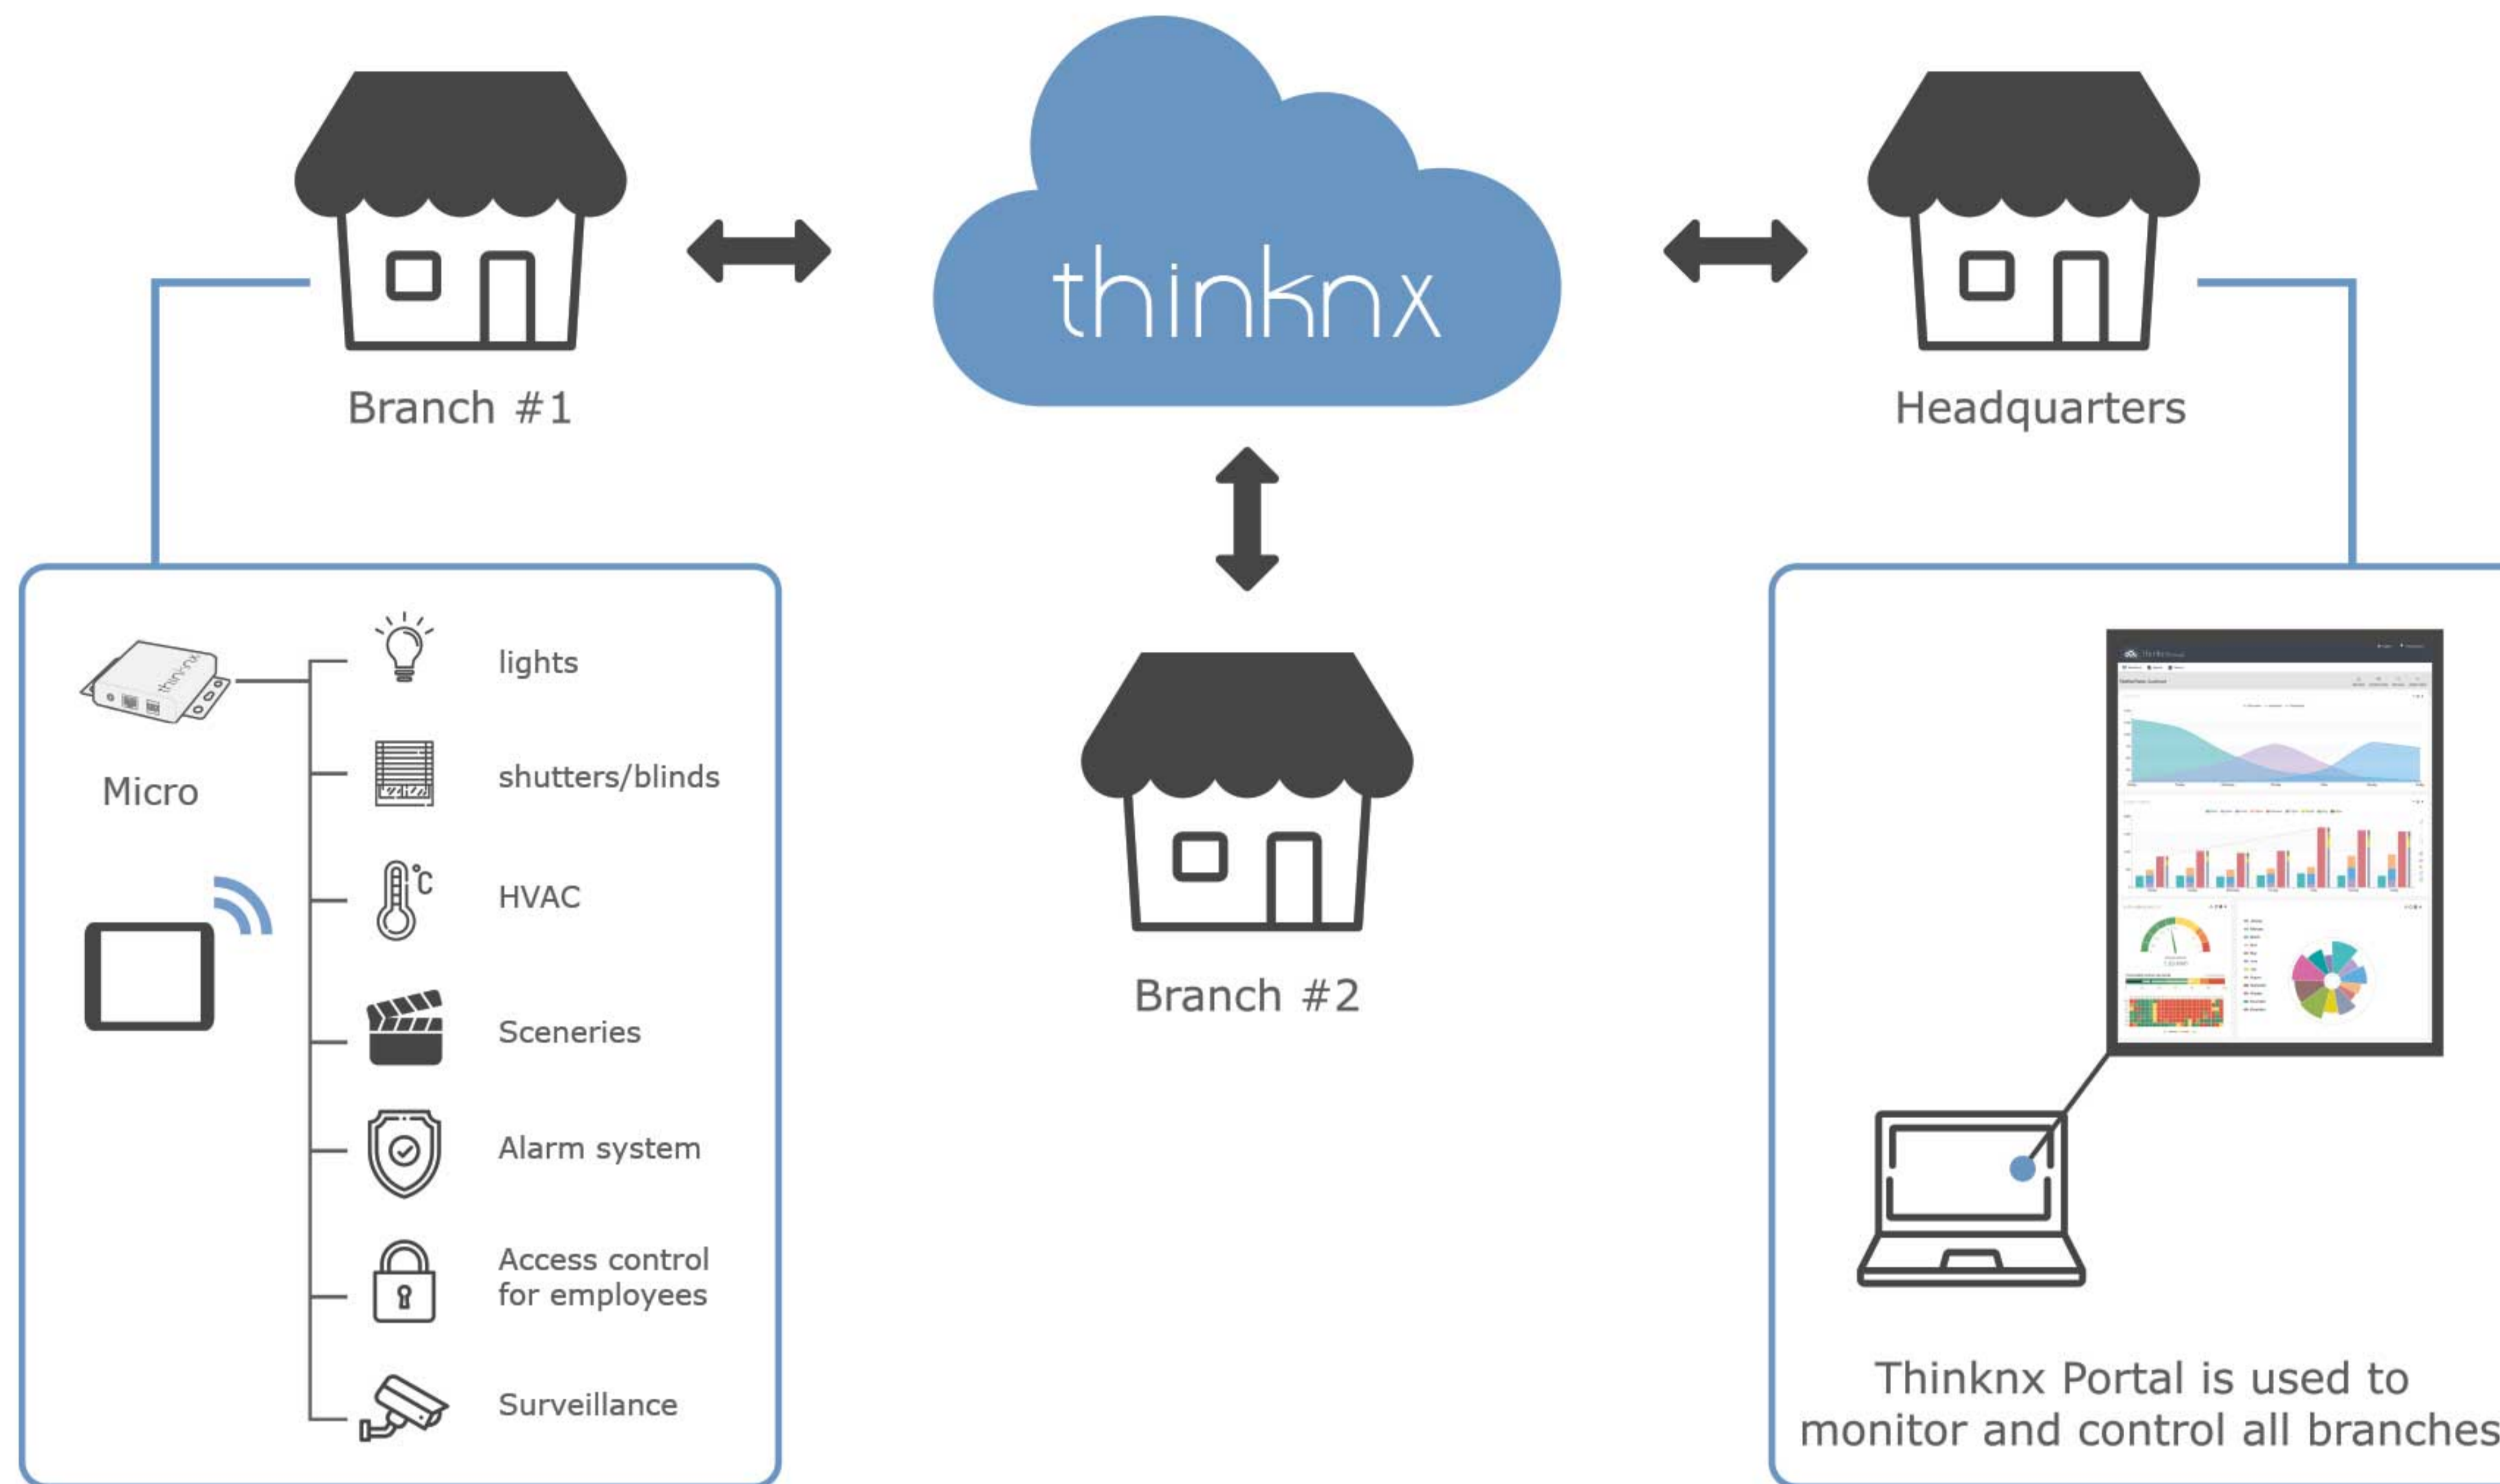 thinknx
Branch #1
Headquarters
thinknx
Micro
lights
shutters/blinds
°C
HVAC
Sceneries
Alarm system
Access control
for employees
Surveillance
Branch #2
Thinknx Portal is used to
monitor and control all branches